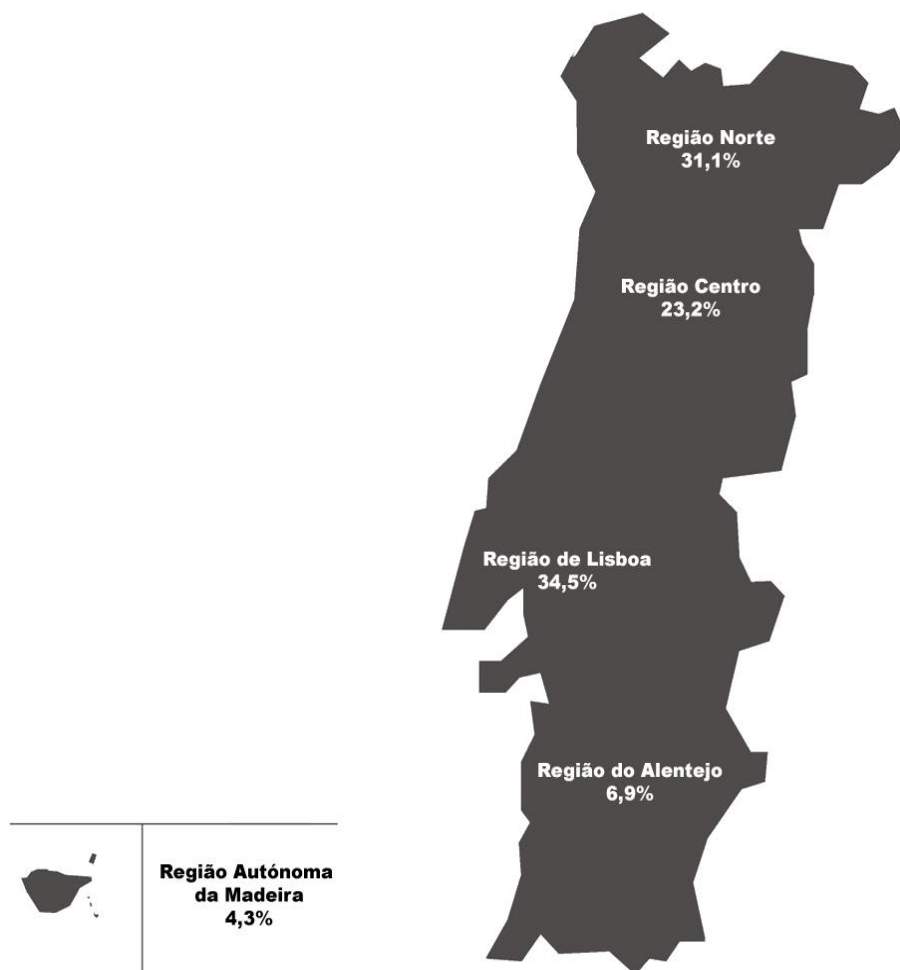 Região Norte
31,1%
Região Centro
23,2%
Região de Lisboa
34,5%
Região do Alentejo
6,9%
Região Autónoma
da Madeira
4,3%